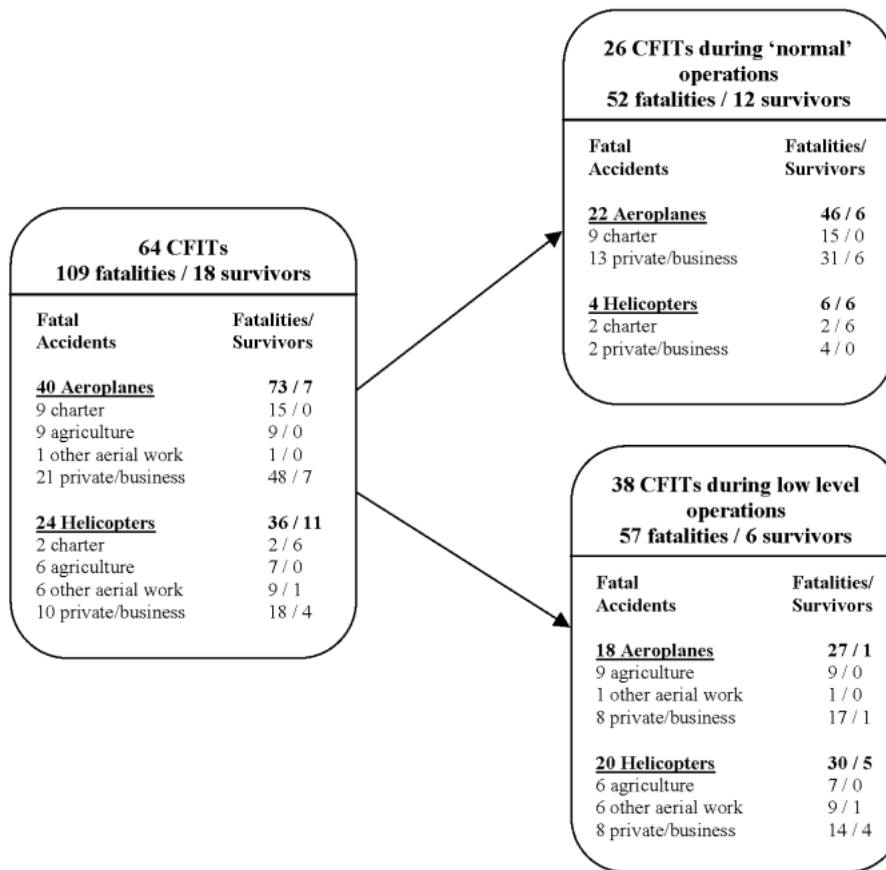 64 CFITs
109 fatalities / 18 survivors
Fatal Accidents Fatalities/ Survivors
40 Aeroplanes 73 / 7
9 charter 15 / 0
9 agriculture 9 / 0
1 other aerial work 1 / 0
21 private/business 48 / 7
24 Helicopters 36 / 11
2 charter 2 / 6
6 agriculture 7 / 0
6 other aerial work 9 / 1
10 private/business 18 / 4
26 CFITs during ‘normal’
operations
52 fatalities / 12 survivors
Fatal Fatalities/
Accidents Survivors
22 Aeroplanes 46 / 6
9 charter 15 / 0
13 private/business 31 / 6
4 Helicopters 6 / 6
2 charter 2 / 6
2 private/business 4 / 0
38 CFITs during low level
operations
57 fatalities / 6 survivors
Fatal Fatalities/
Accidents Survivors
18 Aeroplanes 27 / 1
9 agriculture 9 / 0
1 other aerial work 1 / 0
8 private/business 17 / 1
20 Helicopters 30 / 5
6 agriculture 7 / 0
6 other aerial work 9 / 1
8 private/business 14 / 4